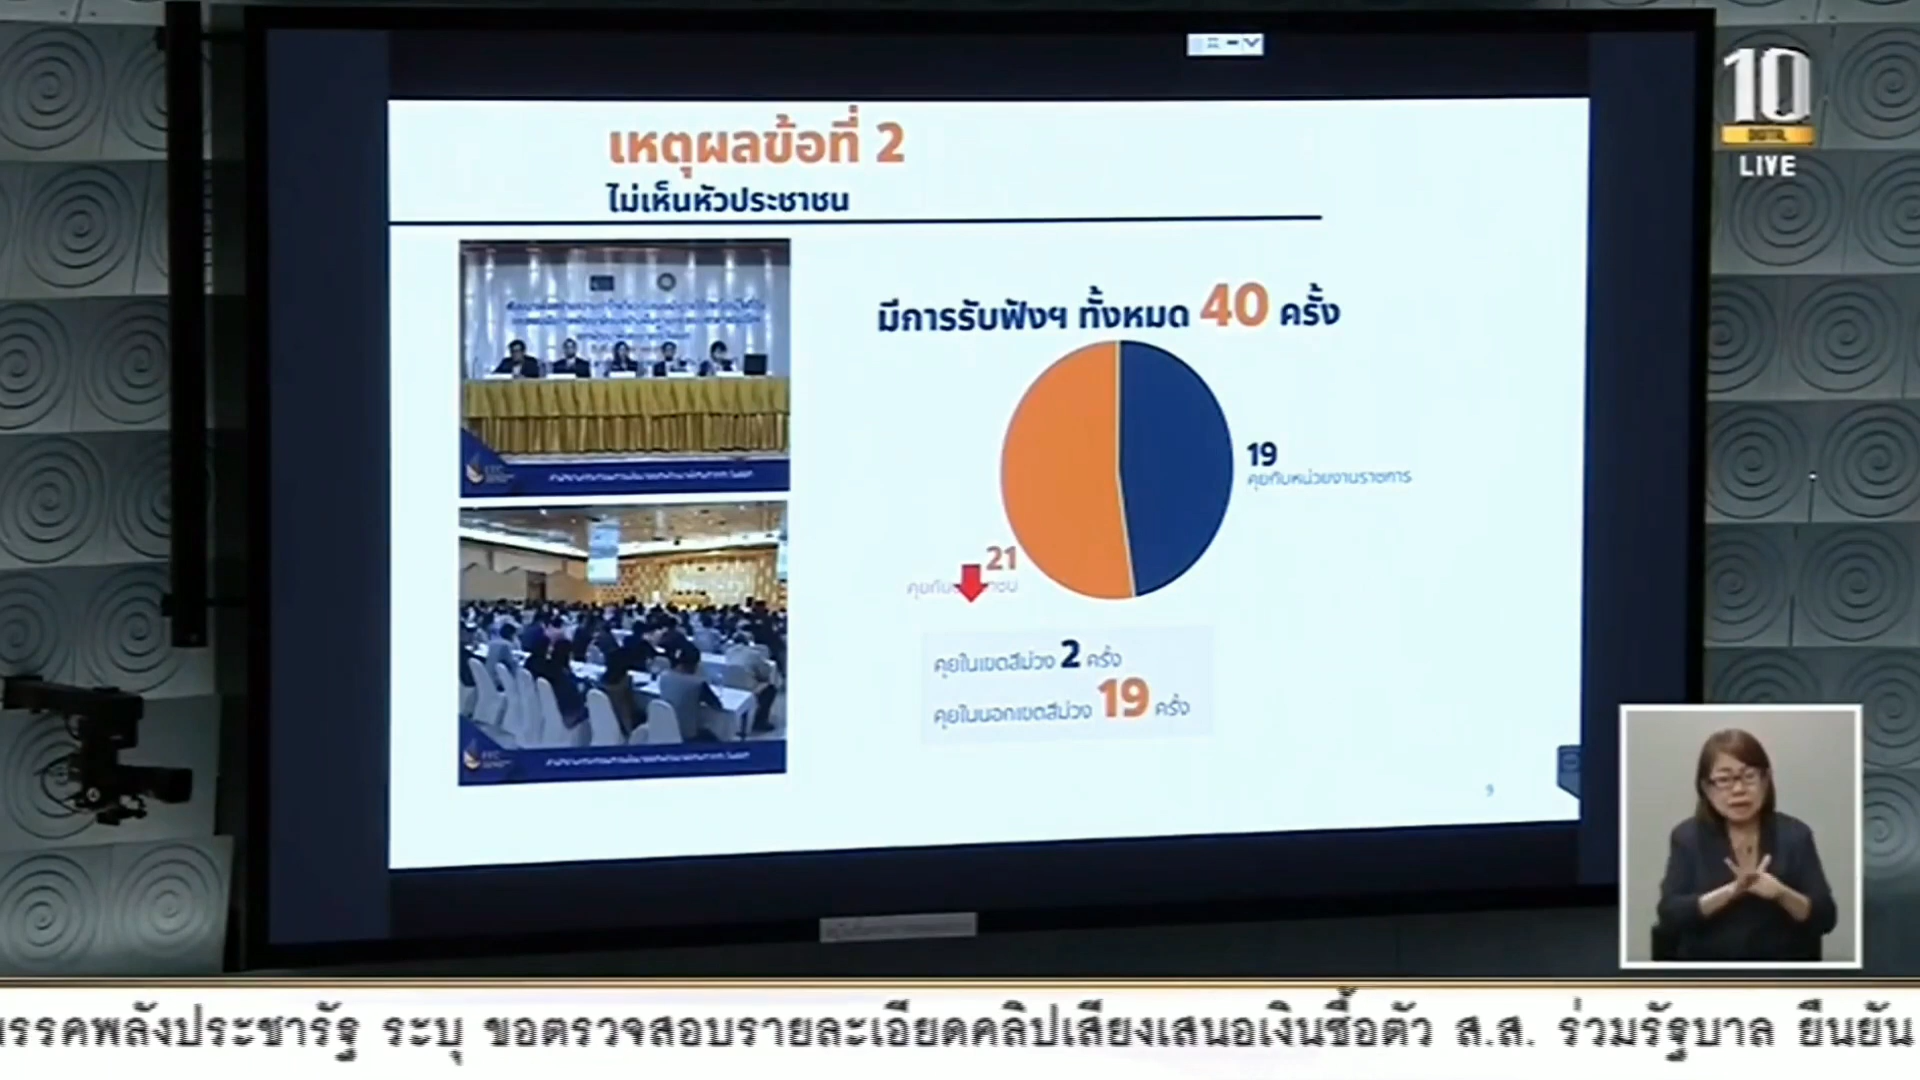 10
DIGITAL
LIVE
เหตุผลข้อที่ 2
ไม่เห็นหัวประชาชน
มีการรับฟังฯ ทั้งหมด 40 ครั้ง
19
คุยกับหน่วยงานราชการ
21
คุยกับ
คุยในเขตสีม่วง 2 ครั้ง
คุยในนอกเขตสีม่วง 19 ครั้ง
EEC
EEC
9
พรรคพลังประชารัฐ ระบุ ขอตรวจสอบรายละเอียดคลิปเสียงเสนอเงินซื้อตัว ส.ส. ร่วมรัฐบาล ยืนยัน